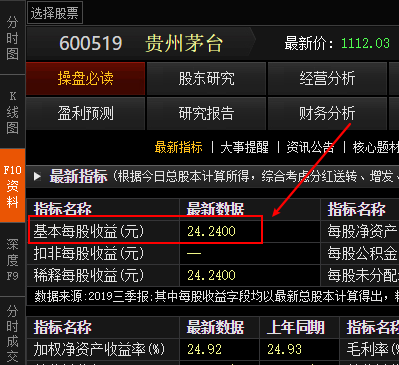 选择股票
分时图
K线图
F10资料
深度F9
分时成交
600519 贵州茅台 最新价: 1112.03
操盘必读 股东研究 经营分析
盈利预测 研究报告 财务分析
最新指标 | 大事提醒 | 资讯公告 | 核心题材
最新指标 (根据今日总股本计算所得，综合考虑分红送转、增发、
指标名称 最新数据 指标名称
基本每股收益(元) 24.2400 每股净资产
扣非每股收益(元) — 每股公积金
稀释每股收益(元) 24.2400 每股未分配
数据来源:2019三季报;其中每股收益字段均以最新总股本计算得出，精
指标名称 最新数据 上年同期 指标名称
加权净资产收益率(%) 24.92 24.93 毛利率(%)